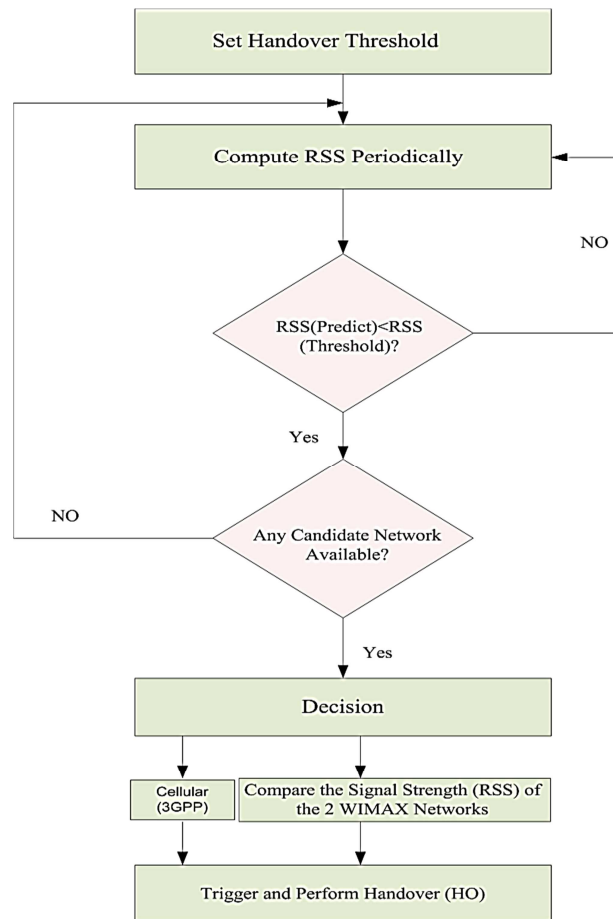 Set Handover Threshold
Compute RSS Periodically
NO
RSS(Predict)<RSS
(Threshold)?
Yes
NO
Any Candidate Network
Available?
Yes
Decision
Cellular
(3GPP)
Compare the Signal Strength (RSS) of
the 2 WIMAX Networks
Trigger and Perform Handover (HO)